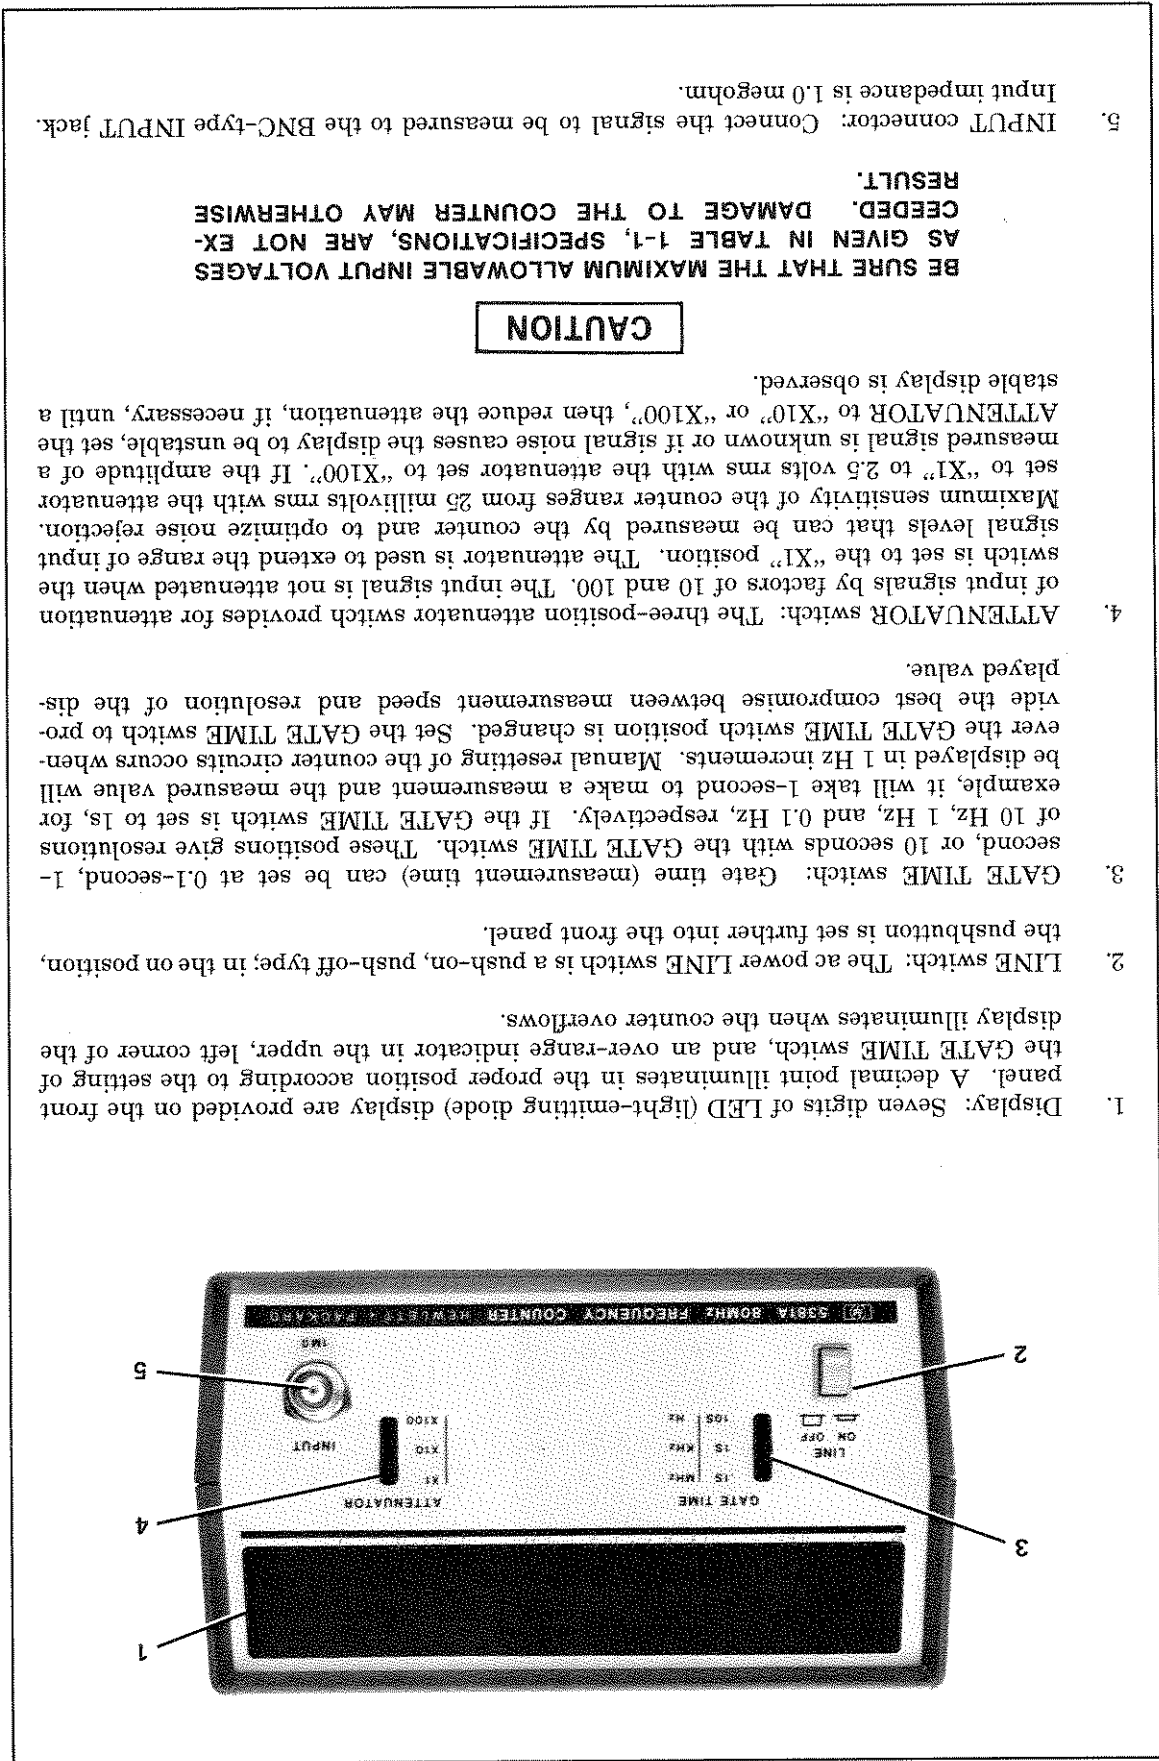 1
3
4
2
5
GATE TIME
ATTENUATOR
LINE
ON OFF
.1S MHz
1S KHz
10S Hz
X1
X10
X100
INPUT
1MΩ
5381A 80MHz FREQUENCY COUNTER HEWLETT • PACKARD
1. Display: Seven digits of LED (light-emitting diode) display are provided on the front
panel. A decimal point illuminates in the proper position according to the setting of
the GATE TIME switch, and an over-range indicator in the upper, left corner of the
display illuminates when the counter overflows.
2. LINE switch: The ac power LINE switch is a push-on, push-off type; in the on position,
the pushbutton is set further into the front panel.
3. GATE TIME switch: Gate time (measurement time) can be set at 0.1-second, 1-
second, or 10 seconds with the GATE TIME switch. These positions give resolutions
of 10 Hz, 1 Hz, and 0.1 Hz, respectively. If the GATE TIME switch is set to 1s, for
example, it will take 1-second to make a measurement and the measured value will
be displayed in 1 Hz increments. Manual resetting of the counter circuits occurs when-
ever the GATE TIME switch position is changed. Set the GATE TIME switch to pro-
vide the best compromise between measurement speed and resolution of the dis-
played value.
4. ATTENUATOR switch: The three-position attenuator switch provides for attenuation
of input signals by factors of 10 and 100. The input signal is not attenuated when the
switch is set to the “X1” position. The attenuator is used to extend the range of input
signal levels that can be measured by the counter and to optimize noise rejection.
Maximum sensitivity of the counter ranges from 25 millivolts rms with the attenuator
set to “X1” to 2.5 volts rms with the attenuator set to “X100”. If the amplitude of a
measured signal is unknown or if signal noise causes the display to be unstable, set the
ATTENUATOR to “X10” or “X100”, then reduce the attenuation, if necessary, until a
stable display is observed.
CAUTION
BE SURE THAT THE MAXIMUM ALLOWABLE INPUT VOLTAGES
AS GIVEN IN TABLE 1-1, SPECIFICATIONS, ARE NOT EX-
CEEDED. DAMAGE TO THE COUNTER MAY OTHERWISE
RESULT.
5. INPUT connector: Connect the signal to be measured to the BNC-type INPUT jack.
Input impedance is 1.0 megohm.